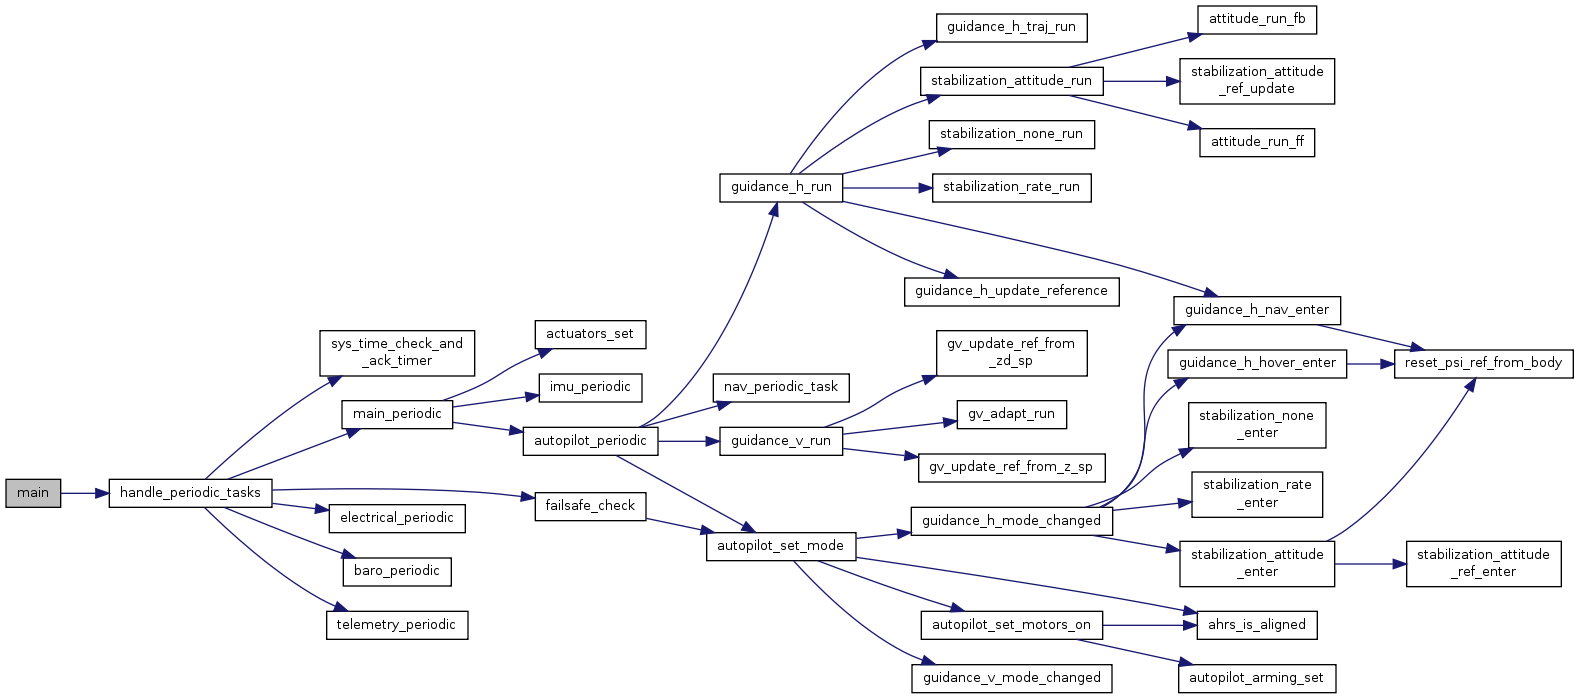 main
handle_periodic_tasks
sys_time_check_and
_ack_timer
main_periodic
electrical_periodic
baro_periodic
telemetry_periodic
actuators_set
imu_periodic
autopilot_periodic
failsafe_check
guidance_h_run
nav_periodic_task
guidance_v_run
autopilot_set_mode
guidance_h_traj_run
stabilization_attitude_run
stabilization_none_run
stabilization_rate_run
guidance_h_update_reference
gv_update_ref_from
_zd_sp
gv_adapt_run
gv_update_ref_from_z_sp
guidance_h_mode_changed
autopilot_set_motors_on
guidance_v_mode_changed
attitude_run_fb
stabilization_attitude
_ref_update
attitude_run_ff
guidance_h_nav_enter
guidance_h_hover_enter
stabilization_none
_enter
stabilization_rate
_enter
stabilization_attitude
_enter
ahrs_is_aligned
autopilot_arming_set
reset_psi_ref_from_body
stabilization_attitude
_ref_enter